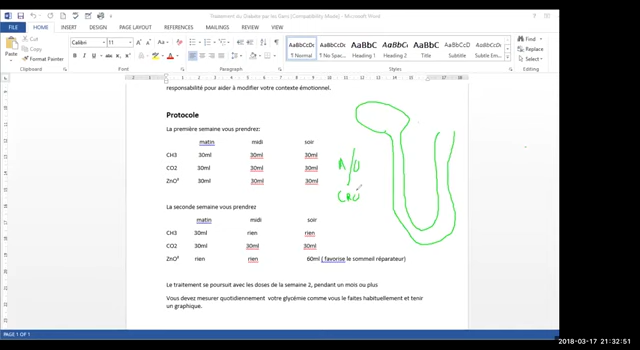 Traitement du Diabète par les Gans [Compatibility Mode] - Microsoft Word
FILE HOME INSERT DESIGN PAGE LAYOUT REFERENCES MAILINGS REVIEW VIEW
Cut
Copy
Format Painter
Clipboard
Calibri 11
Font
Paragraph
AaBbCcDc AaBbCcDc AaBbC AaBbCc AaBbC AaBbCcD AaBbCcDc
¶ Normal ¶ No Spac... Heading 1 Heading 2 Title Subtitle Subtle Em...
Styles
Find
Replace
Select
Editing
responsabilité pour aider à modifier votre contexte émotionnel.
Protocole
La première semaine vous prendrez:
matin midi soir
CH3 30ml 30ml 30ml
CO2 30ml 30ml 30ml
ZnO² 30ml 30ml 30ml
La seconde semaine vous prendrez
matin midi soir
CH3 30ml rien rien
CO2 30ml 30ml 30ml
ZnO² rien rien 60ml ( favorise le sommeil réparateur)
Le traitement se poursuit avec les doses de la semaine 2, pendant un mois ou plus
Vous devez mesurer quotidiennement votre glycémie comme vous le faites habituellement et tenir
un graphique.
PAGE 1 OF 1
2018-03-17 21:32:51